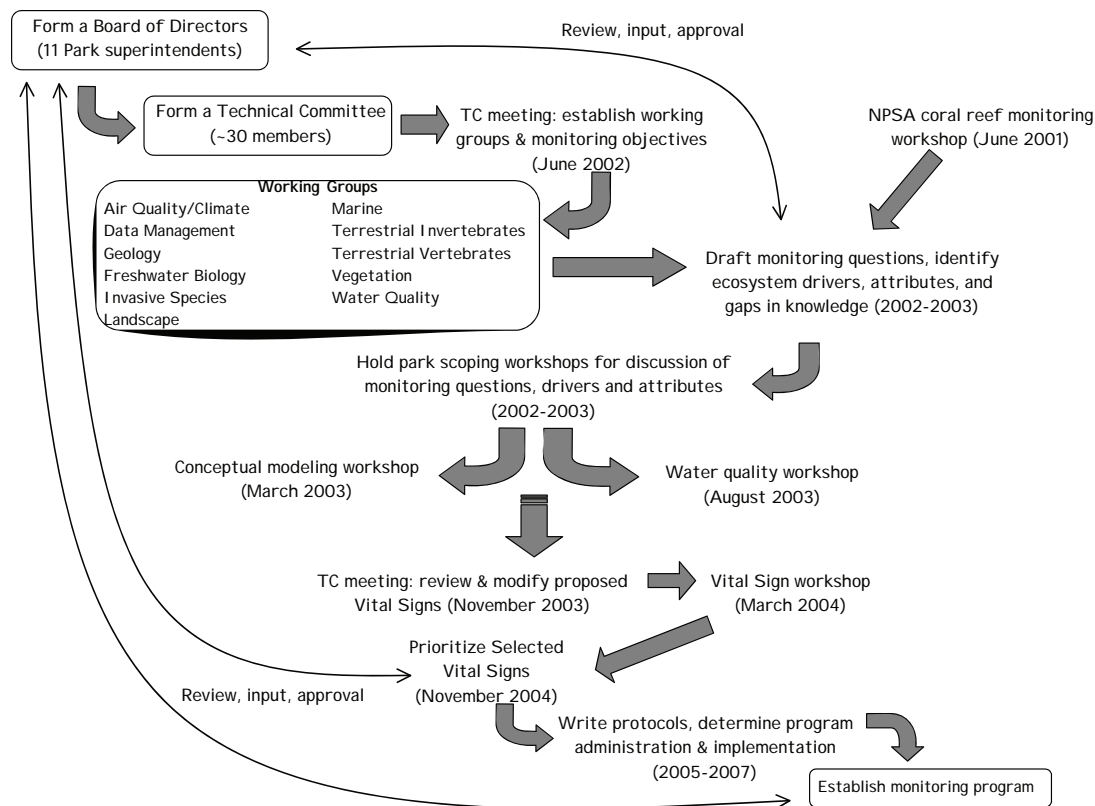 Form a Board of Directors
(11 Park superintendents)
Review, input, approval
Form a Technical Committee
(~30 members)
TC meeting: establish working
groups & monitoring objectives
(June 2002)
NPSA coral reef monitoring
workshop (June 2001)
Working Groups
Air Quality/Climate
Data Management
Geology
Freshwater Biology
Invasive Species
Landscape
Marine
Terrestrial Invertebrates
Terrestrial Vertebrates
Vegetation
Water Quality
Draft monitoring questions, identify
ecosystem drivers, attributes, and
gaps in knowledge (2002-2003)
Hold park scoping workshops for discussion of
monitoring questions, drivers and attributes
(2002-2003)
Conceptual modeling workshop
(March 2003)
Water quality workshop
(August 2003)
TC meeting: review & modify proposed
Vital Signs (November 2003)
Vital Sign workshop
(March 2004)
Prioritize Selected
Vital Signs
(November 2004)
Review, input, approval
Write protocols, determine program
administration & implementation
(2005-2007)
Establish monitoring program